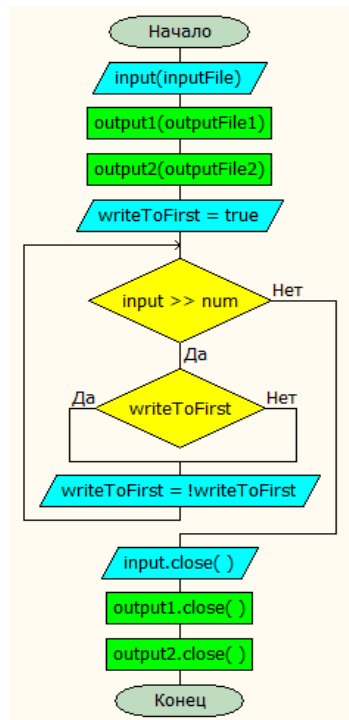 Начало
input(inputFile)
output1(outputFile1)
output2(outputFile2)
writeToFirst = true
input >> num
Нет
Да
Да
writeToFirst
Нет
writeToFirst = !writeToFirst
input.close( )
output1.close( )
output2.close( )
Конец